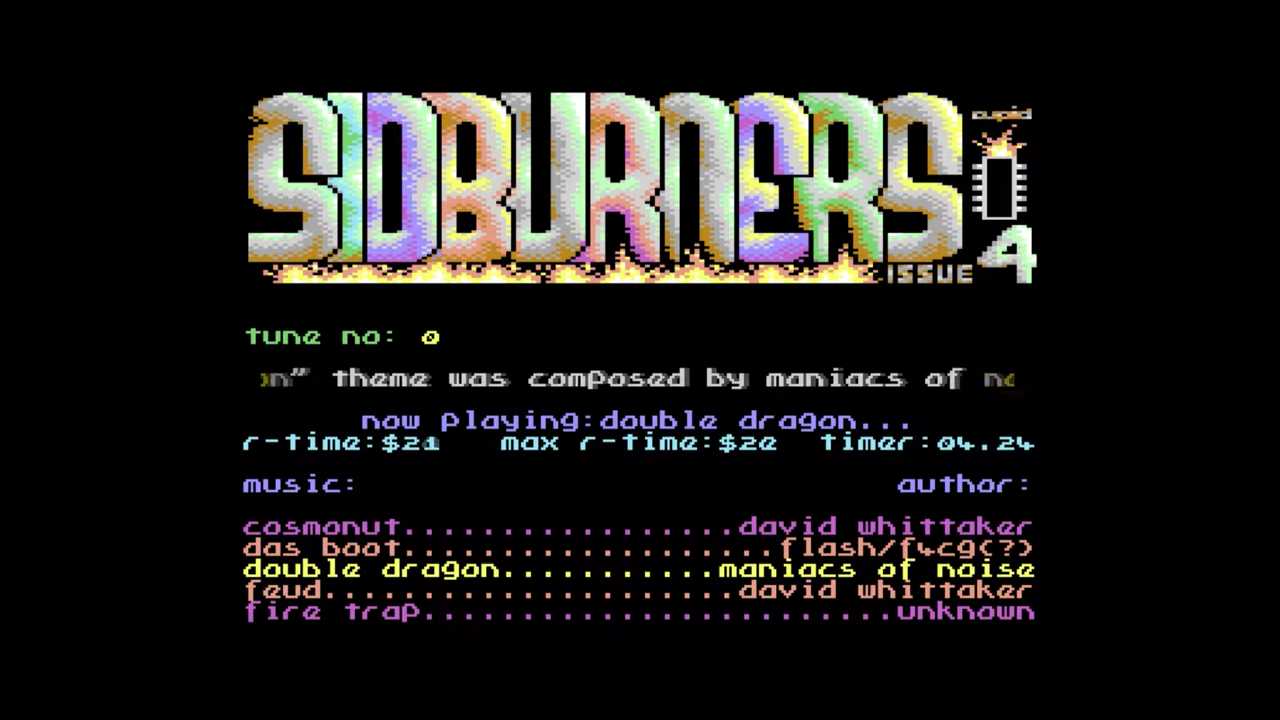 SIDBURNERS
cupid
ISSUE 4
tune no: 0
on" theme was composed by maniacs of no
now playing:double dragon...
r-time:$21 max r-time:$2e timer:04.24
music: author:
cosmonut.................david whittaker
das boot...................flash/f4cg(?)
double dragon...........maniacs of noise
feud.....................david whittaker
fire trap........................unknown